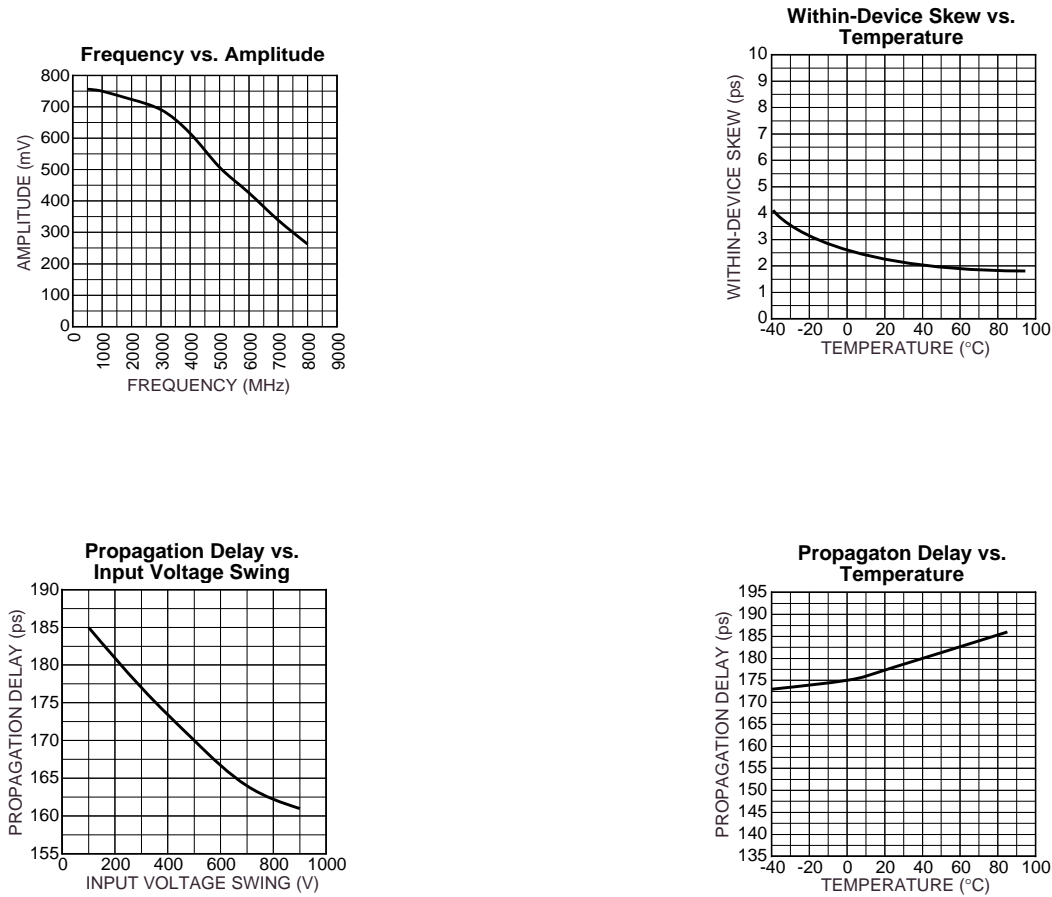 Frequency vs. Amplitude
800
700
600
500
400
300
200
100
0
AMPLITUDE (mV)
0
1000
2000
3000
4000
5000
6000
7000
8000
9000
FREQUENCY (MHz)
Within-Device Skew vs.
Temperature
10
9
8
7
6
5
4
3
2
1
0
WITHIN-DEVICE SKEW (ps)
-40 -20 0 20 40 60 80 100
TEMPERATURE (°C)
Propagation Delay vs.
Input Voltage Swing
190
185
180
175
170
165
160
155
PROPAGATION DELAY (ps)
0 200 400 600 800 1000
INPUT VOLTAGE SWING (V)
Propagaton Delay vs.
Temperature
195
190
185
180
175
170
165
160
155
150
145
140
135
PROPAGATION DELAY (ps)
-40 -20 0 20 40 60 80 100
TEMPERATURE (°C)